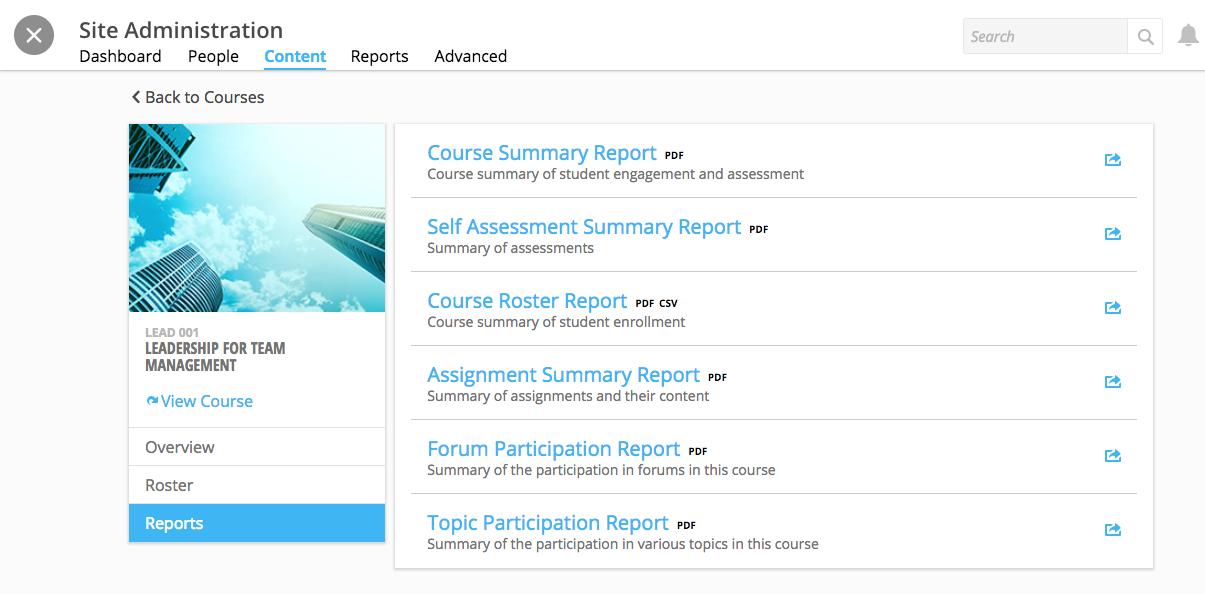 Site Administration
Dashboard People Content Reports Advanced
Search
Back to Courses
LEAD 001
LEADERSHIP FOR TEAM
MANAGEMENT
View Course
Overview
Roster
Reports
Course Summary Report PDF
Course summary of student engagement and assessment
Self Assessment Summary Report PDF
Summary of assessments
Course Roster Report PDF CSV
Course summary of student enrollment
Assignment Summary Report PDF
Summary of assignments and their content
Forum Participation Report PDF
Summary of the participation in forums in this course
Topic Participation Report PDF
Summary of the participation in various topics in this course